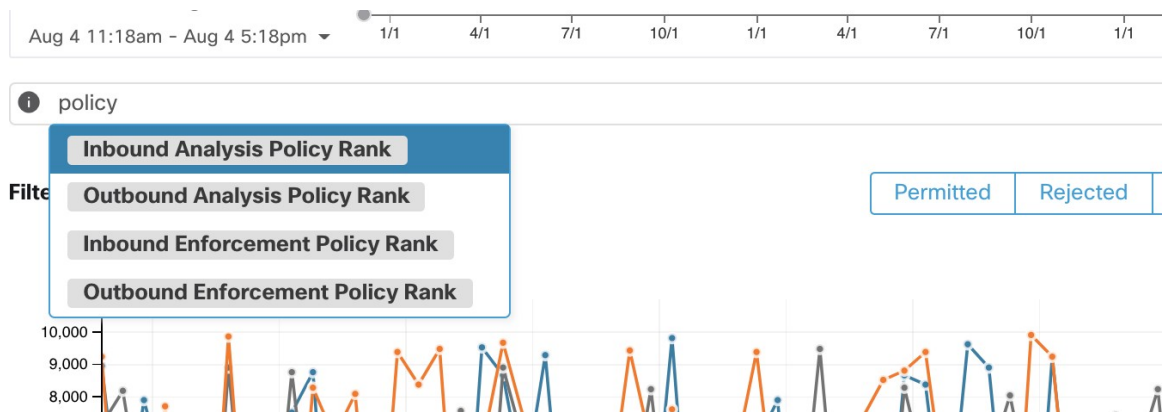 Aug 4 11:18am - Aug 4 5:18pm
1/1 4/1 7/1 10/1 1/1 4/1 7/1 10/1 1/1
policy
Inbound Analysis Policy Rank
Outbound Analysis Policy Rank
Inbound Enforcement Policy Rank
Outbound Enforcement Policy Rank
Permitted Rejected
10,000
9,000
8,000